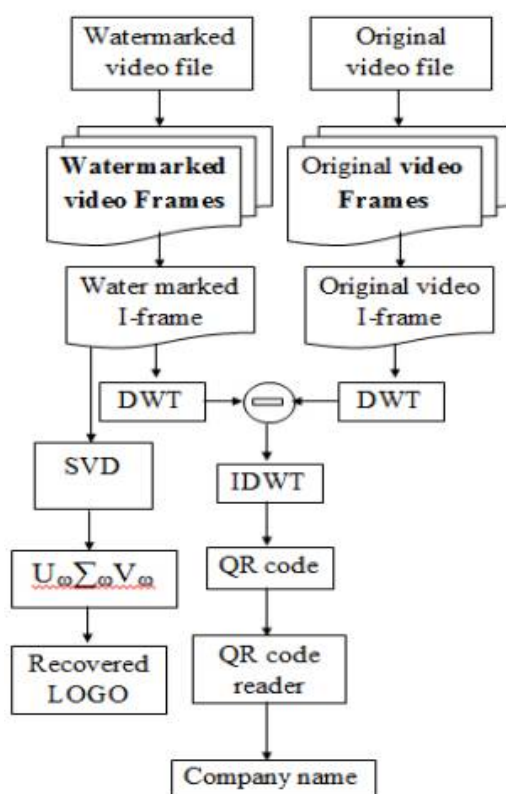 Watermarked
video file
Original
video file
Watermarked
video Frames
Original video
Frames
Water marked
I-frame
Original video
I-frame
DWT
DWT
SVD
IDWT
U ω∑ωV ω
QR code
Recovered
LOGO
QR code
reader
Company name